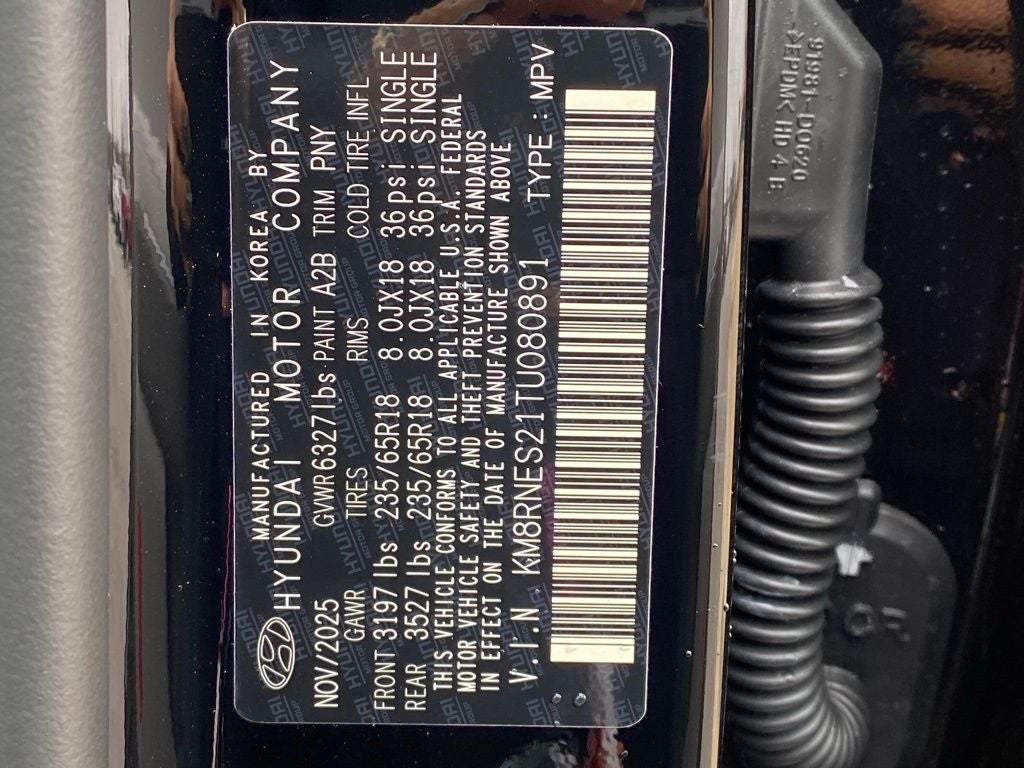 MANUFACTURED IN KOREA BY
HYUNDAI MOTOR COMPANY
NOV/2025 GVWR 6327lbs PAINT A2B TRIM PNY
GAWR TIRES RIMS COLD TIRE INFL
FRONT 3197 lbs 235/65R18 8.0JX18 36psi SINGLE
REAR 3527 lbs 235/65R18 8.0JX18 36psi SINGLE
THIS VEHICLE CONFORMS TO ALL APPLICABLE U.S.A. FEDERAL
MOTOR VEHICLE SAFETY AND THEFT PREVENTION STANDARDS
IN EFFECT ON THE DATE OF MANUFACTURE SHOWN ABOVE
V.I.N. : KM8RNES21TU080891 TYPE : MPV
91981-D0620
>EPDM< HD 4 E